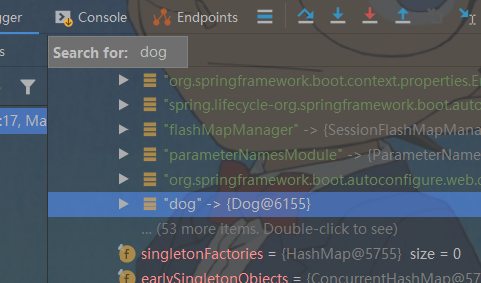 gger Console Endpoints
Search for: dog
s
"org.springframework.boot.context.properties.E
"spring.lifecycle-org.springframework.boot.auto
:17, Ma "flashMapManager" -> {SessionFlashMapMana
"parameterNamesModule" -> {ParameterName
"org.springframework.boot.autoconfigure.web.
"dog" -> {Dog@6155}
... (53 more items. Double-click to see)
f singletonFactories = {HashMap@5755} size = 0
f earlySingletonObjects = {ConcurrentHashMap@57